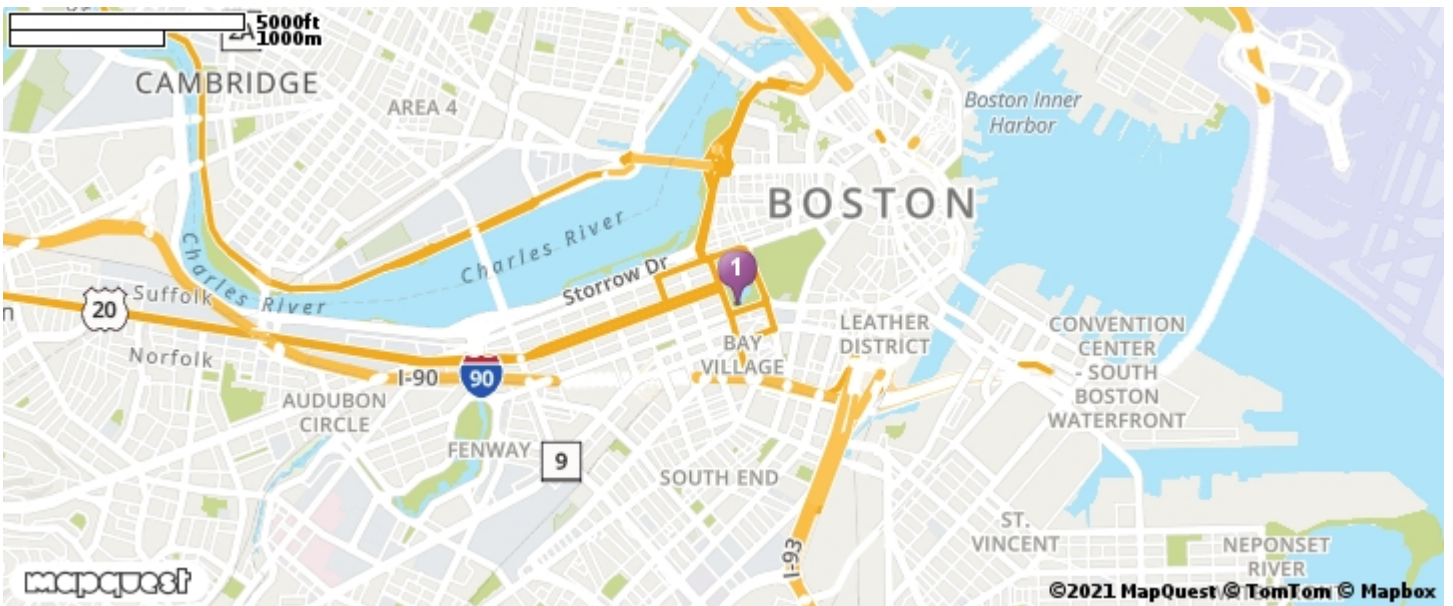 5000ft
2A
1000m
CAMBRIDGE
AREA 4
Boston Inner
Harbor
BOSTON
Charles River
Charles River
Storrow Dr
1
20
Suffolk
Norfolk
I-90
90
BAY
VILLAGE
LEATHER
DISTRICT
CONVENTION
CENTER
- SOUTH
BOSTON
WATERFRONT
AUDUBON
CIRCLE
FENWAY
9
SOUTH END
I-93
ST.
VINCENT
NEPONSET
RIVER
mapquest
©2021 MapQuest © TomTom © Mapbox